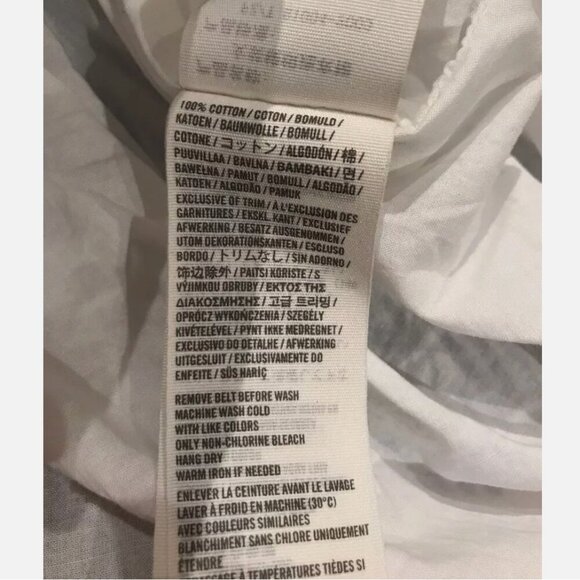 100% COTTON / COTON / BOMULD /
KATOEN / BAUMWOLLE / BOMULL /
COTONE / コットン / ALGODÓN / 棉 /
PUUVILLAA / BAVLNA / ΒΑΜΒΑΚΙ / 면 /
BAWEŁNA / PAMUT / BOMULL / ALGODÃO /
KATOEN / ALGODÃO / PAMUK
EXCLUSIVE OF TRIM / À L'EXCLUSION DES
GARNITURES / EKSKL. KANT / EXCLUSIEF
AFWERKING / BESATZ AUSGENOMMEN /
UTOM DEKORATIONSKANTEN / ESCLUSO
BORDO / トリムなし / SIN ADORNO /
饰边除外 / PAITSI KORISTE / S
VÝJIMKOU OBRUBY / ΕΚΤΟΣ ΤΗΣ
ΔΙΑΚΟΣΜΗΣΗΣ / 고급 트리밍 /
OPRÓCZ WYKOŃCZENIA / SZEGÉLY
KIVÉTELÉVEL / PYNT IKKE MEDREGNET /
EXCLUSIVO DO DETALHE / AFWERKING
UITGESLUIT / EXCLUSIVAMENTE DO
ENFEITE / SÜS HARİÇ
REMOVE BELT BEFORE WASH
MACHINE WASH COLD
WITH LIKE COLORS
ONLY NON-CHLORINE BLEACH
HANG DRY
WARM IRON IF NEEDED
ENLEVER LA CEINTURE AVANT LE LAVAGE
LAVER À FROID EN MACHINE (30°C)
AVEC COULEURS SIMILAIRES
BLANCHIMENT SANS CHLORE UNIQUEMENT
ÉTENDRE
À TEMPÉRATURES TIÈDES SI